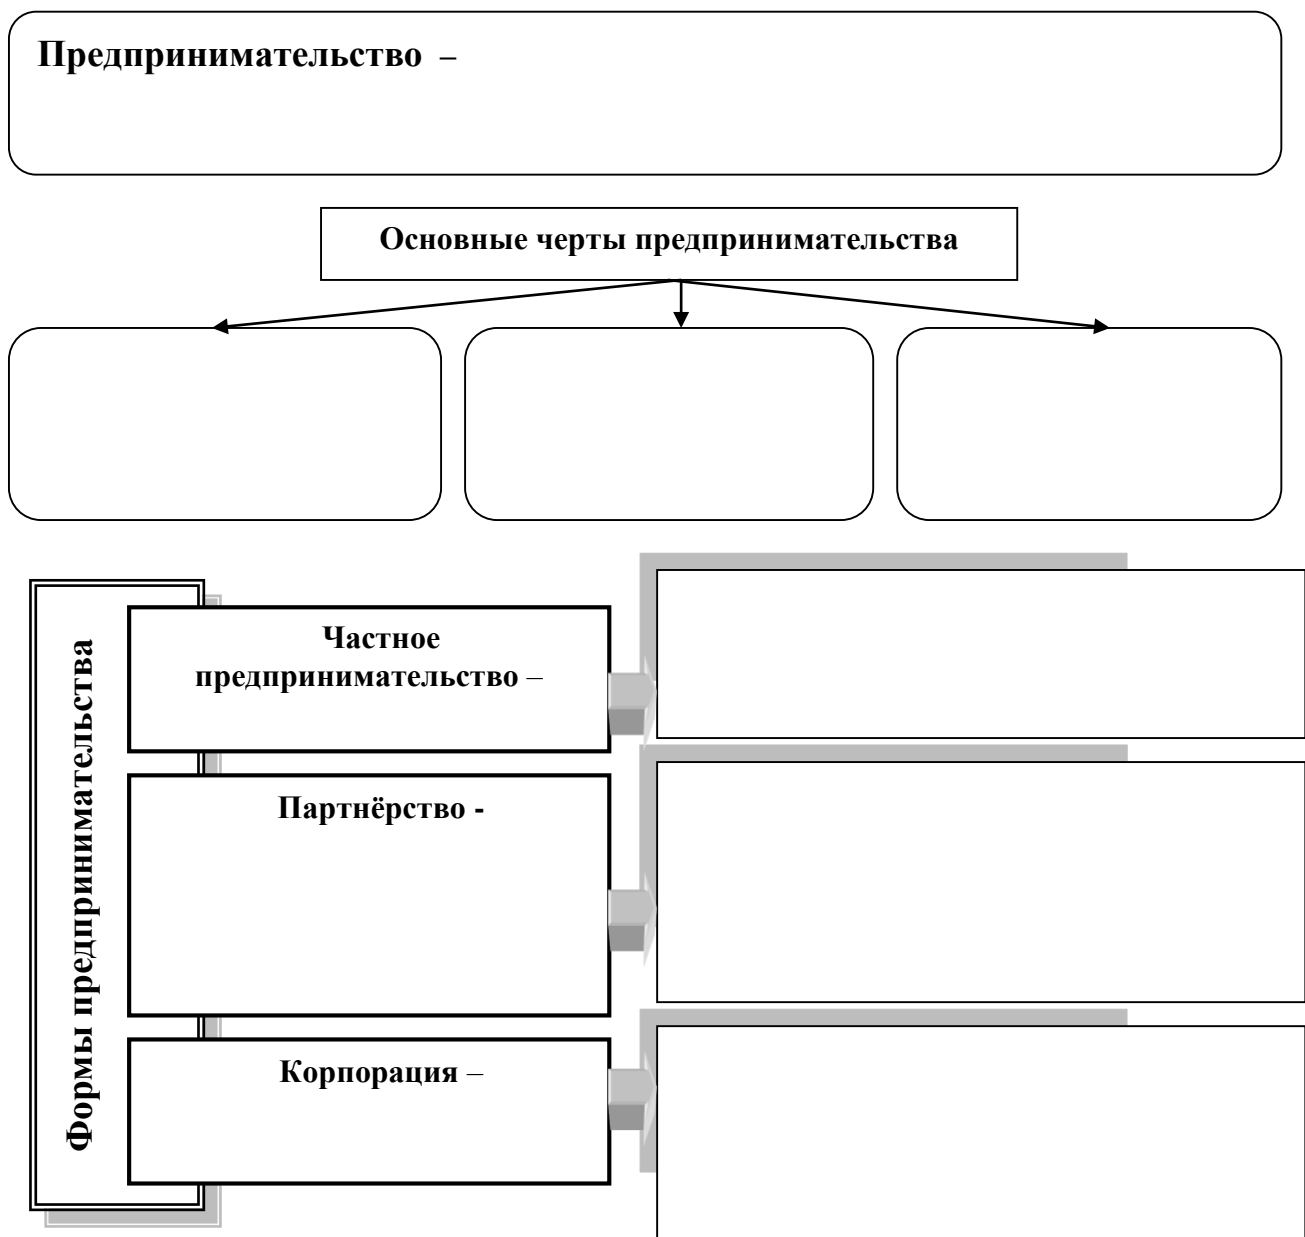 Предпринимательство –
Основные черты предпринимательства
Формы предпринимательства
Частное
предпринимательство –
Партнёрство -
Корпорация –